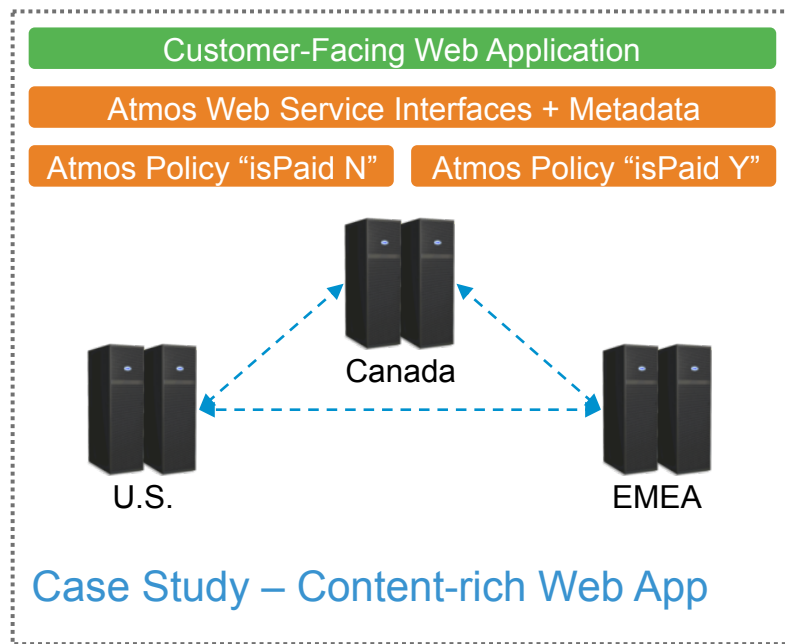 Customer-Facing Web Application
Atmos Web Service Interfaces + Metadata
Atmos Policy “isPaid N”
Atmos Policy “isPaid Y”
Canada
U.S.
EMEA
Case Study – Content-rich Web App